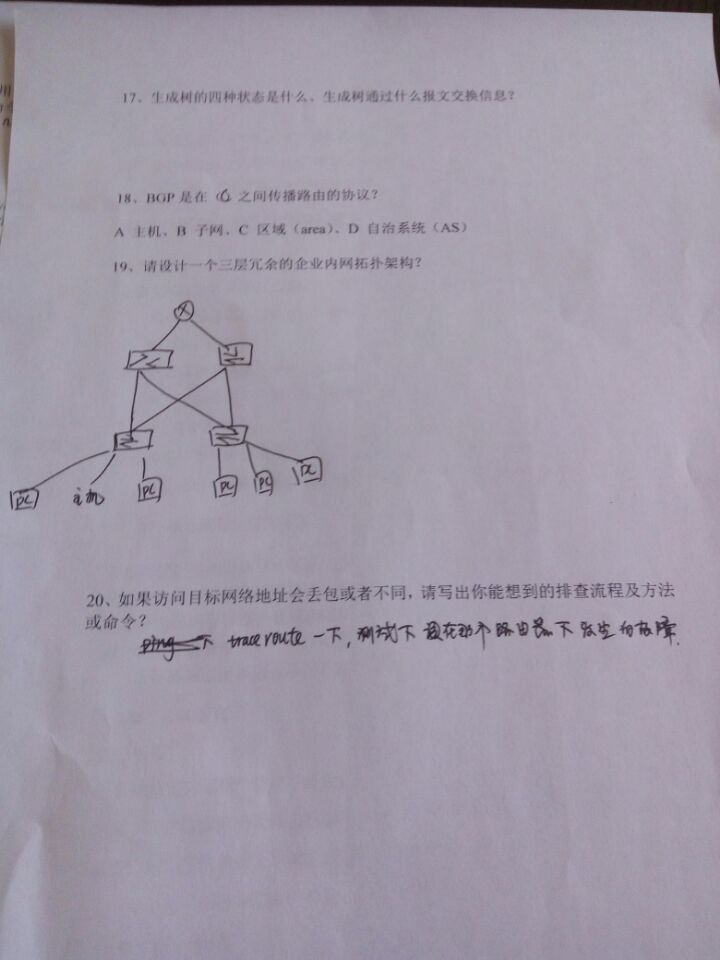 17、生成树的四种状态是什么、生成树通过什么报文交换信息？
18、BGP 是在 之间传播路由的协议？
A 主机、B 子网、C 区域（area）、D 自治系统（AS）
19、请设计一个三层冗余的企业内网拓扑架构？
PC 主机 PC PC PC PC
20、如果访问目标网络地址会丢包或者不同，请写出你能想到的排查流程及方法
或命令？
traceroute 一下，测试下 是在那个路由器下发生的故障.